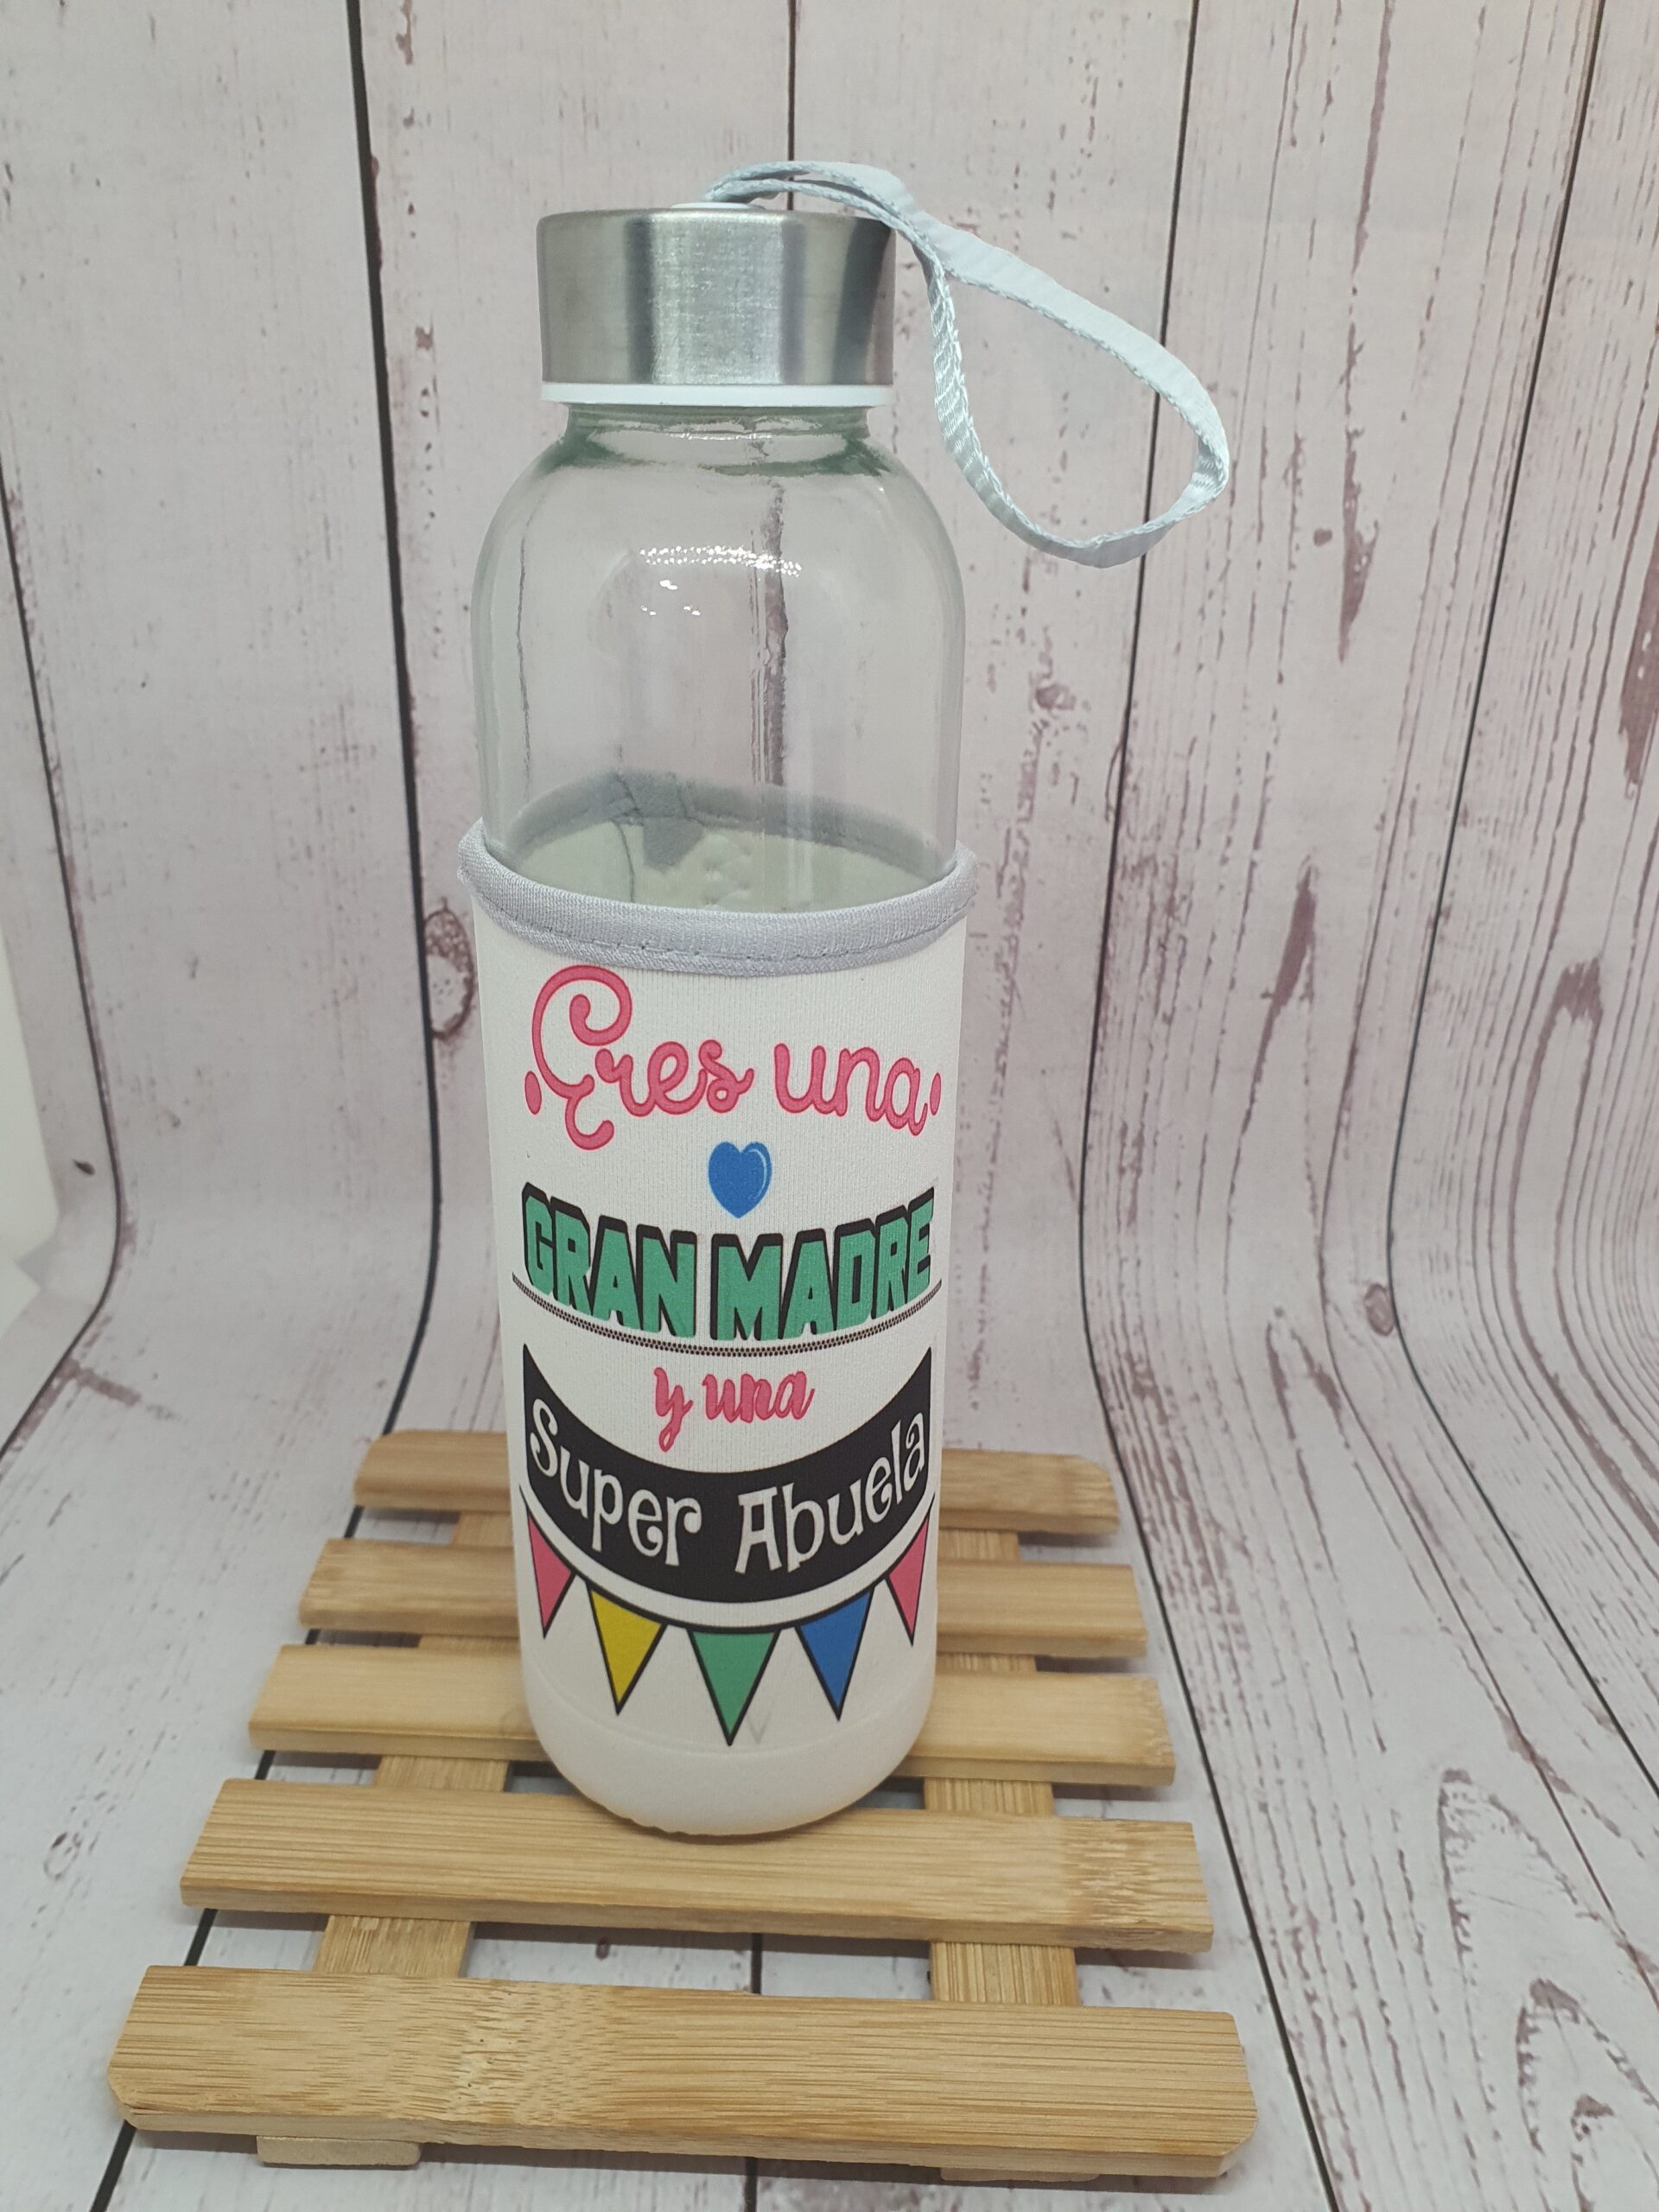 Eres una
GRAN MADRE
y una
Super Abuela